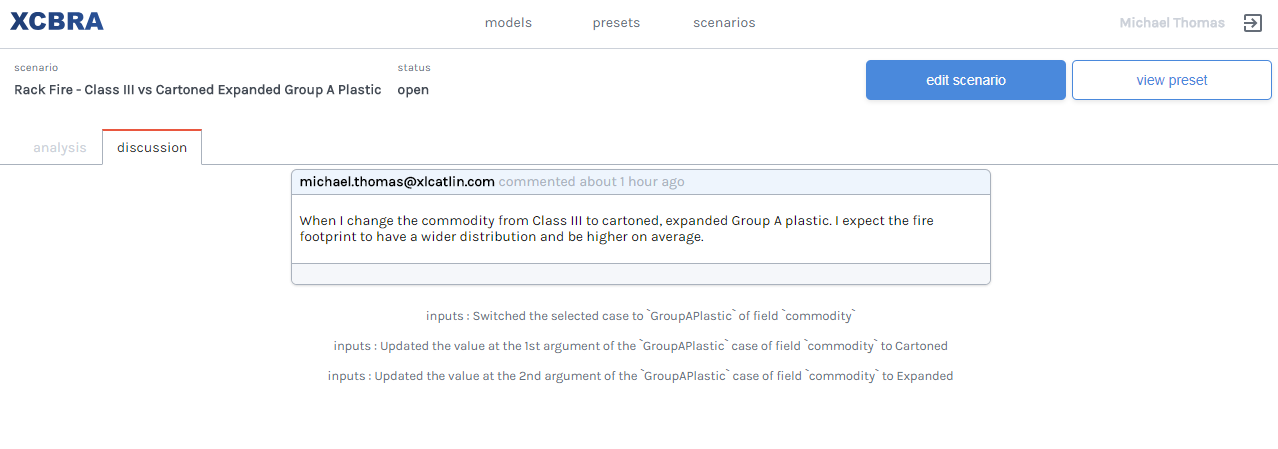 XCBRA
models presets scenarios
Michael Thomas
scenario
Rack Fire - Class III vs Cartoned Expanded Group A Plastic
status
open
edit scenario
view preset
analysis
discussion
michael.thomas@xlcatlin.com commented about 1 hour ago
When I change the commodity from Class III to cartoned, expanded Group A plastic. I expect the fire
footprint to have a wider distribution and be higher on average.
inputs : Switched the selected case to `GroupAPlastic` of field `commodity`
inputs : Updated the value at the 1st argument of the `GroupAPlastic` case of field `commodity` to Cartoned
inputs : Updated the value at the 2nd argument of the `GroupAPlastic` case of field `commodity` to Expanded